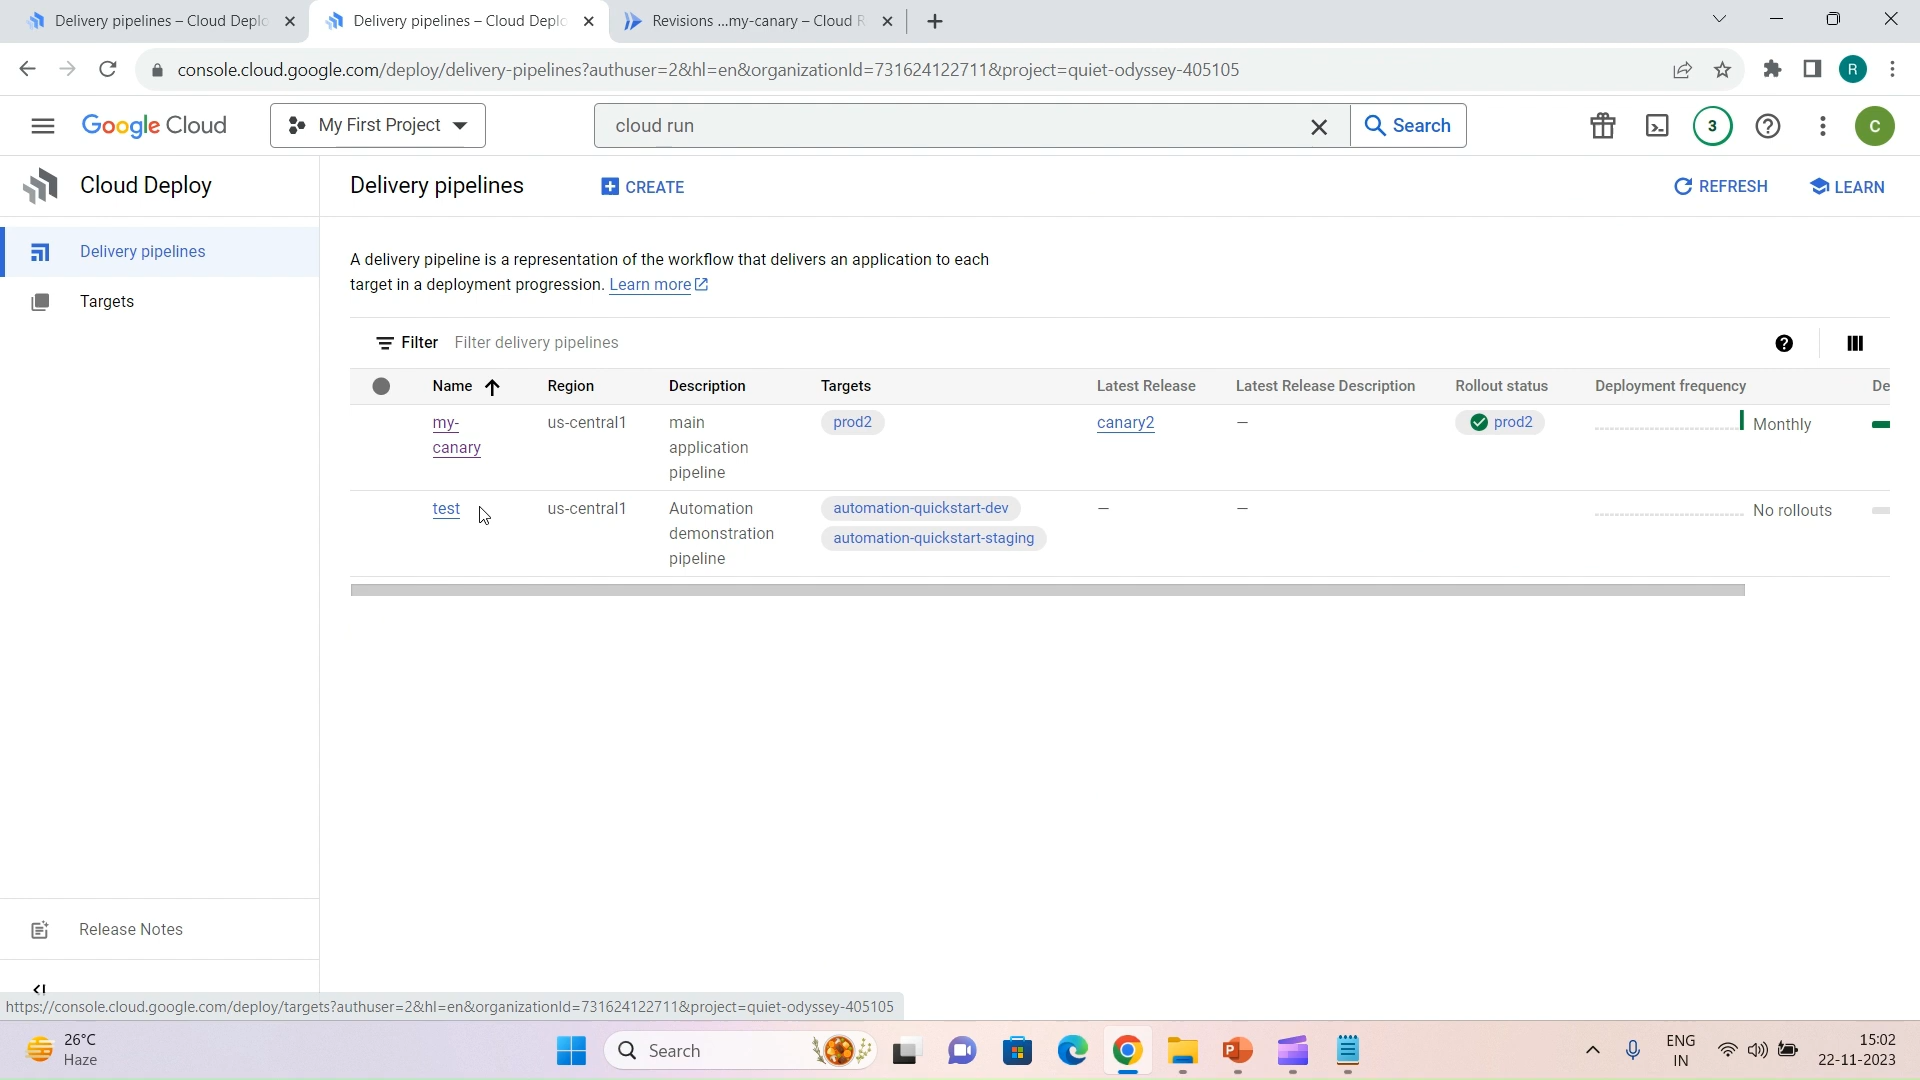 Delivery pipelines – Cloud Deplo
Delivery pipelines – Cloud Deplo
Revisions ...my-canary – Cloud R
console.cloud.google.com/deploy/delivery-pipelines?authuser=2&hl=en&organizationId=731624122711&project=quiet-odyssey-405105
R
Google Cloud
My First Project
cloud run
Search
3
C
Cloud Deploy
Delivery pipelines
CREATE
REFRESH
LEARN
Delivery pipelines
Targets
A delivery pipeline is a representation of the workflow that delivers an application to each
target in a deployment progression. Learn more
Filter Filter delivery pipelines
Name Region Description Targets Latest Release Latest Release Description Rollout status Deployment frequency De
my-
canary
us-central1
main
application
pipeline
prod2
canary2
–
prod2
Monthly
test
us-central1
Automation
demonstration
pipeline
automation-quickstart-dev
automation-quickstart-staging
–
–
No rollouts
Release Notes
https://console.cloud.google.com/deploy/targets?authuser=2&hl=en&organizationId=731624122711&project=quiet-odyssey-405105
26°C
Haze
Search
ENG
IN
15:02
22-11-2023